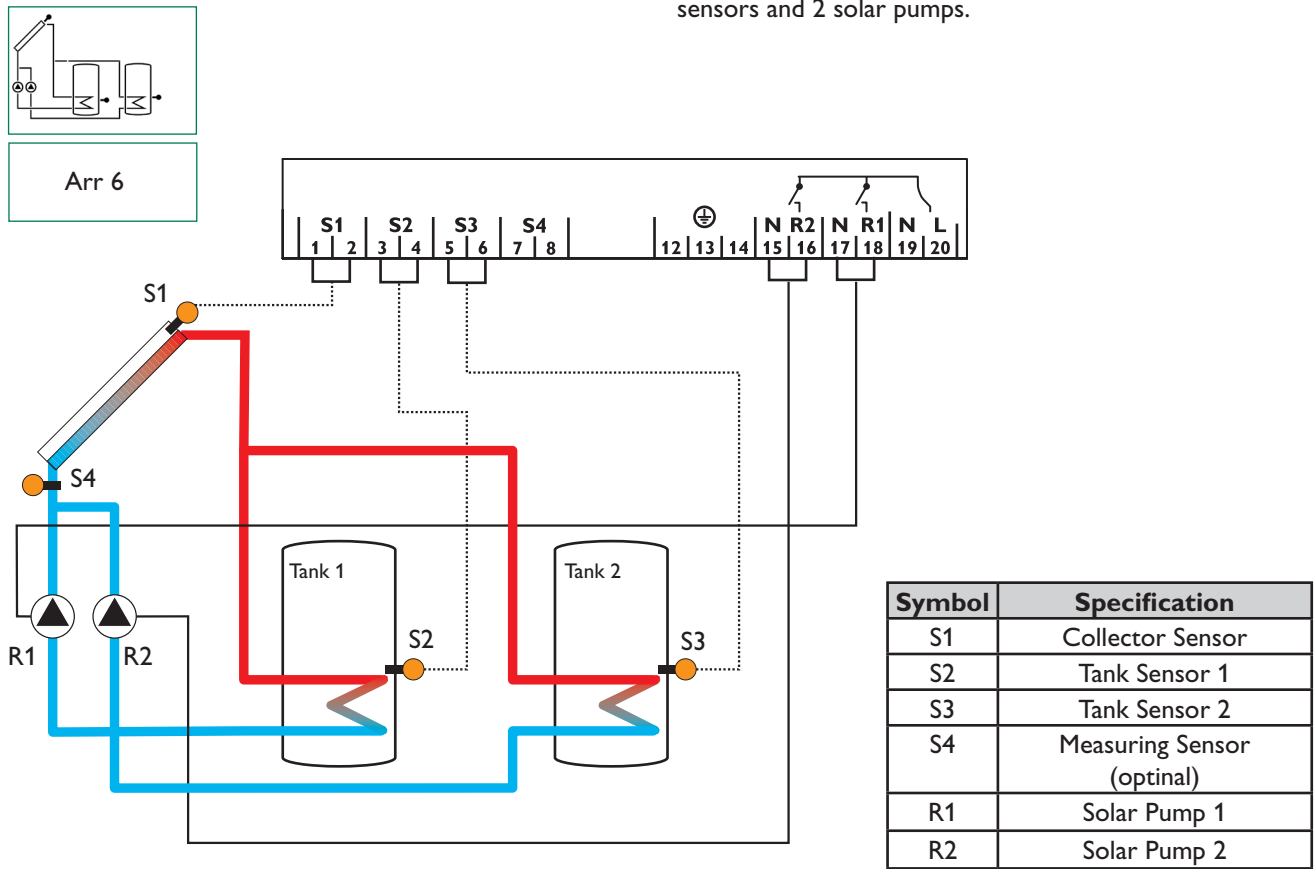 sensors and 2 solar pumps.
Arr 6
S1 S2 S3 S4 N R2 N R1 N L
1 2 3 4 5 6 7 8 12 13 14 15 16 17 18 19 20
S1
S4
Tank 1
Tank 2
S2
S3
R1
R2
Symbol Specification
S1 Collector Sensor
S2 Tank Sensor 1
S3 Tank Sensor 2
S4 Measuring Sensor
(optinal)
R1 Solar Pump 1
R2 Solar Pump 2